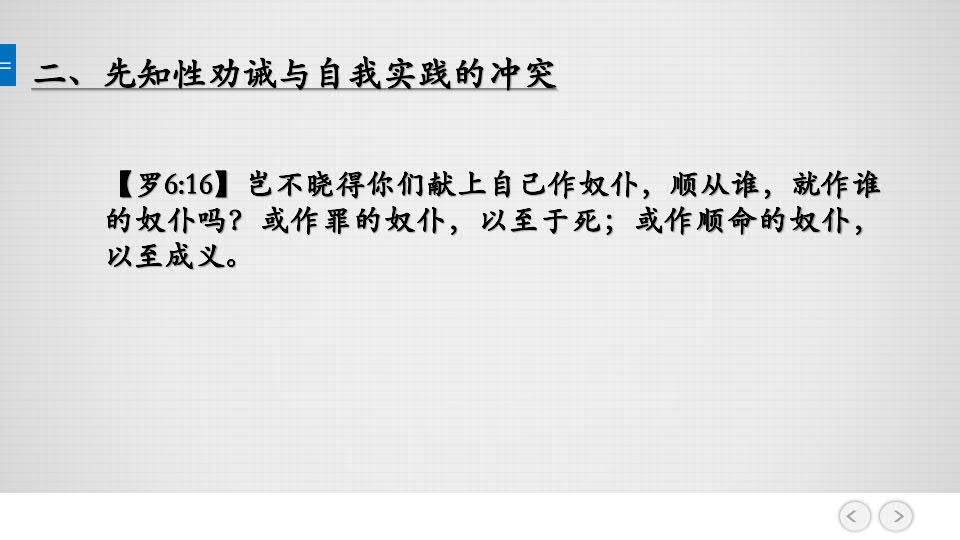 二、先知性劝诫与自我实践的冲突
【罗6:16】岂不晓得你们献上自己作奴仆，顺从谁，就作谁
的奴仆吗？或作罪的奴仆，以至于死；或作顺命的奴仆，
以至成义。